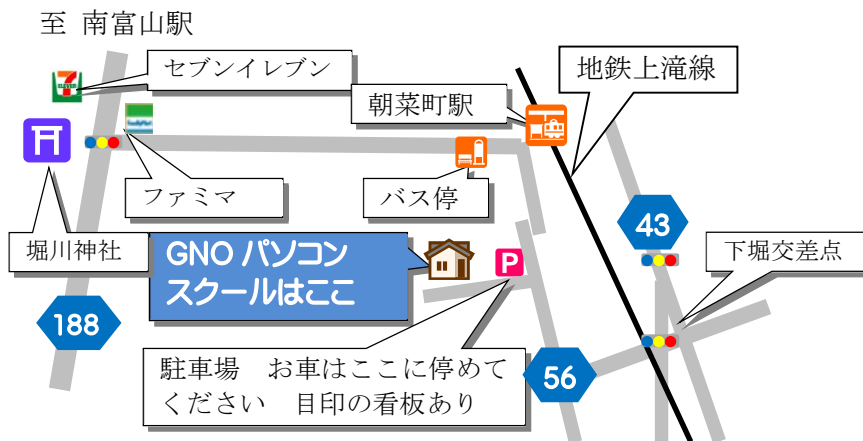 至 南富山駅
セブンイレブン
地鉄上滝線
朝菜町駅
7
ELEVEN
FamilyMart
ファミマ
バス停
43
堀川神社
GNO パソコン
スクールはここ
P
下堀交差点
188
駐車場 お車はここに停めて
ください 目印の看板あり
56